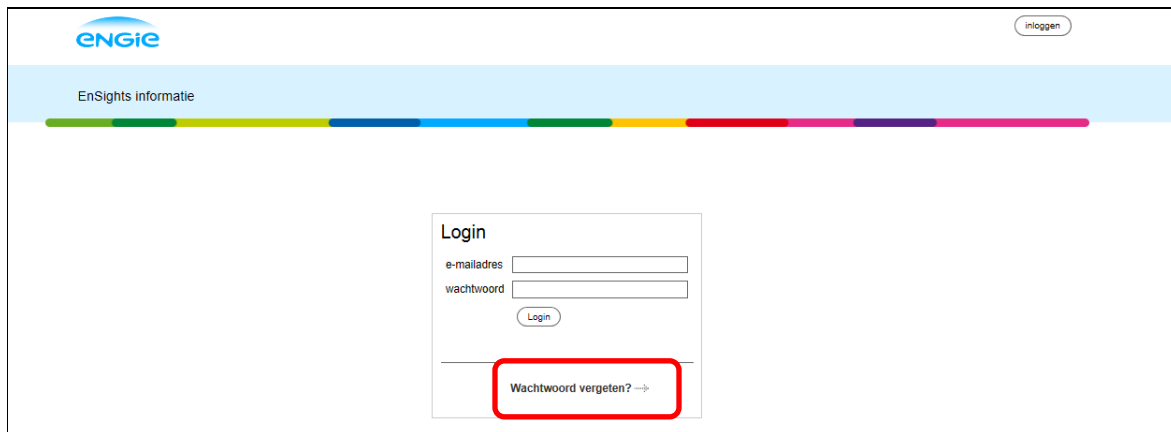 ENGIE
inloggen
EnSights informatie
Login
e-mailadres
wachtwoord
Login
Wachtwoord vergeten?